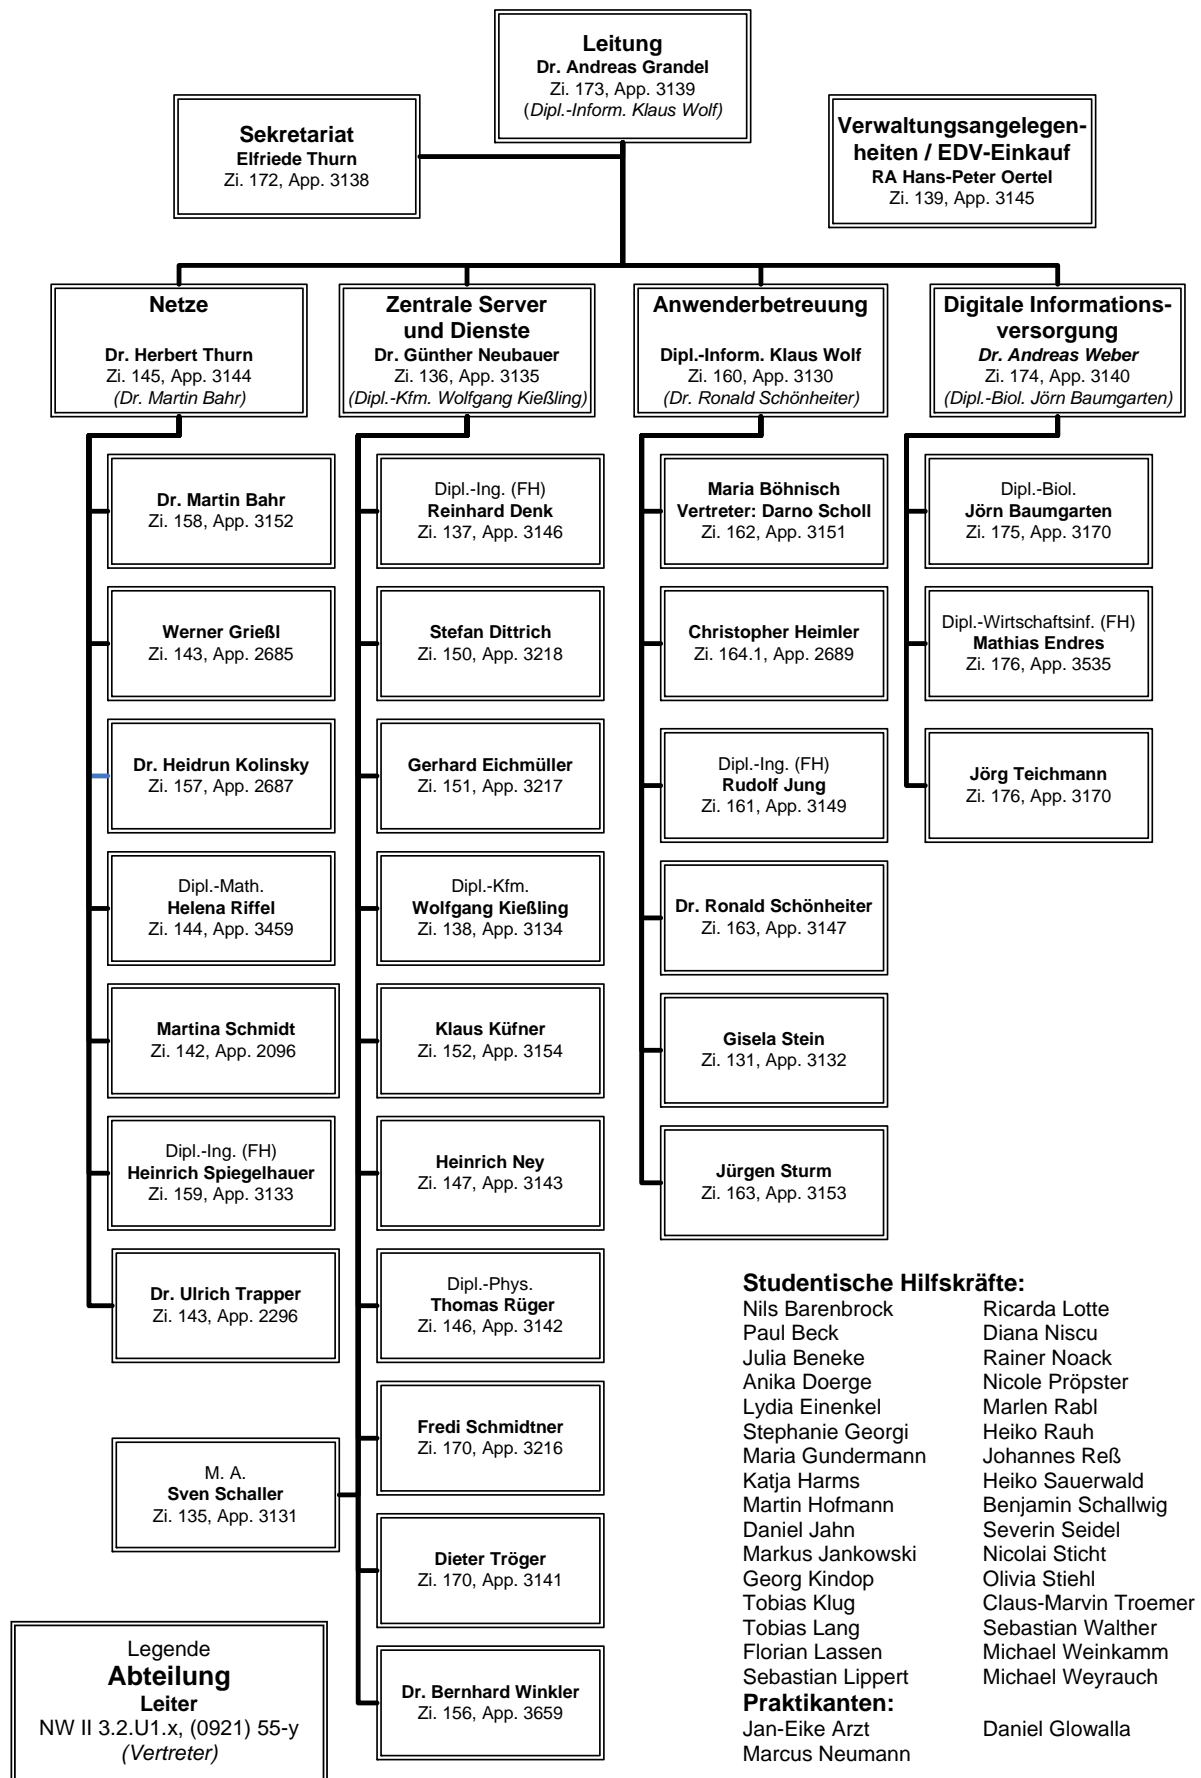 Leitung
Dr. Andreas Grandel
Zi. 173, App. 3139
(Dipl.-Inform. Klaus Wolf)
Sekretariat
Elfriede Thurn
Zi. 172, App. 3138
Verwaltungsangelegen-
heiten / EDV-Einkauf
RA Hans-Peter Oertel
Zi. 139, App. 3145
Netze
Dr. Herbert Thurn
Zi. 145, App. 3144
(Dr. Martin Bahr)
Zentrale Server
und Dienste
Dr. Günther Neubauer
Zi. 136, App. 3135
(Dipl.-Kfm. Wolfgang Kießling)
Anwenderbetreuung
Dipl.-Inform. Klaus Wolf
Zi. 160, App. 3130
(Dr. Ronald Schönheiter)
Digitale Informations-
versorgung
Dr. Andreas Weber
Zi. 174, App. 3140
(Dipl.-Biol. Jörn Baumgarten)
Dr. Martin Bahr
Zi. 158, App. 3152
Werner Grießl
Zi. 143, App. 2685
Dr. Heidrun Kolinsky
Zi. 157, App. 2687
Dipl.-Math.
Helena Riffel
Zi. 144, App. 3459
Martina Schmidt
Zi. 142, App. 2096
Dipl.-Ing. (FH)
Heinrich Spiegelhauer
Zi. 159, App. 3133
Dr. Ulrich Trapper
Zi. 143, App. 2296
Dipl.-Ing. (FH)
Reinhard Denk
Zi. 137, App. 3146
Stefan Dittrich
Zi. 150, App. 3218
Gerhard Eichmüller
Zi. 151, App. 3217
Dipl.-Kfm.
Wolfgang Kießling
Zi. 138, App. 3134
Klaus Küfner
Zi. 152, App. 3154
Heinrich Ney
Zi. 147, App. 3143
Dipl.-Phys.
Thomas Rüger
Zi. 146, App. 3142
Fredi Schmidtner
Zi. 170, App. 3216
M. A.
Sven Schaller
Zi. 135, App. 3131
Dieter Tröger
Zi. 170, App. 3141
Dr. Bernhard Winkler
Zi. 156, App. 3659
Maria Böhnisch
Vertreter: Darno Scholl
Zi. 162, App. 3151
Christopher Heimler
Zi. 164.1, App. 2689
Dipl.-Ing. (FH)
Rudolf Jung
Zi. 161, App. 3149
Dr. Ronald Schönheiter
Zi. 163, App. 3147
Gisela Stein
Zi. 131, App. 3132
Jürgen Sturm
Zi. 163, App. 3153
Dipl.-Biol.
Jörn Baumgarten
Zi. 175, App. 3170
Dipl.-Wirtschaftsinf. (FH)
Mathias Endres
Zi. 176, App. 3535
Jörg Teichmann
Zi. 176, App. 3170
Studentische Hilfskräfte:
Nils Barenbrock
Paul Beck
Julia Beneke
Anika Doerge
Lydia Einenkel
Stephanie Georgi
Maria Gundermann
Katja Harms
Martin Hofmann
Daniel Jahn
Markus Jankowski
Georg Kindop
Tobias Klug
Tobias Lang
Florian Lassen
Sebastian Lippert
Ricarda Lotte
Diana Niscu
Rainer Noack
Nicole Pröpster
Marlen Rabl
Heiko Rauh
Johannes Reß
Heiko Sauerwald
Benjamin Schallwig
Severin Seidel
Nicolai Sticht
Olivia Stiehl
Claus-Marvin Troemer
Sebastian Walther
Michael Weinkamm
Michael Weyrauch
Praktikanten:
Jan-Eike Arzt
Marcus Neumann
Daniel Glowalla
Legende
Abteilung
Leiter
NW II 3.2.U1.x, (0921) 55-y
(Vertreter)